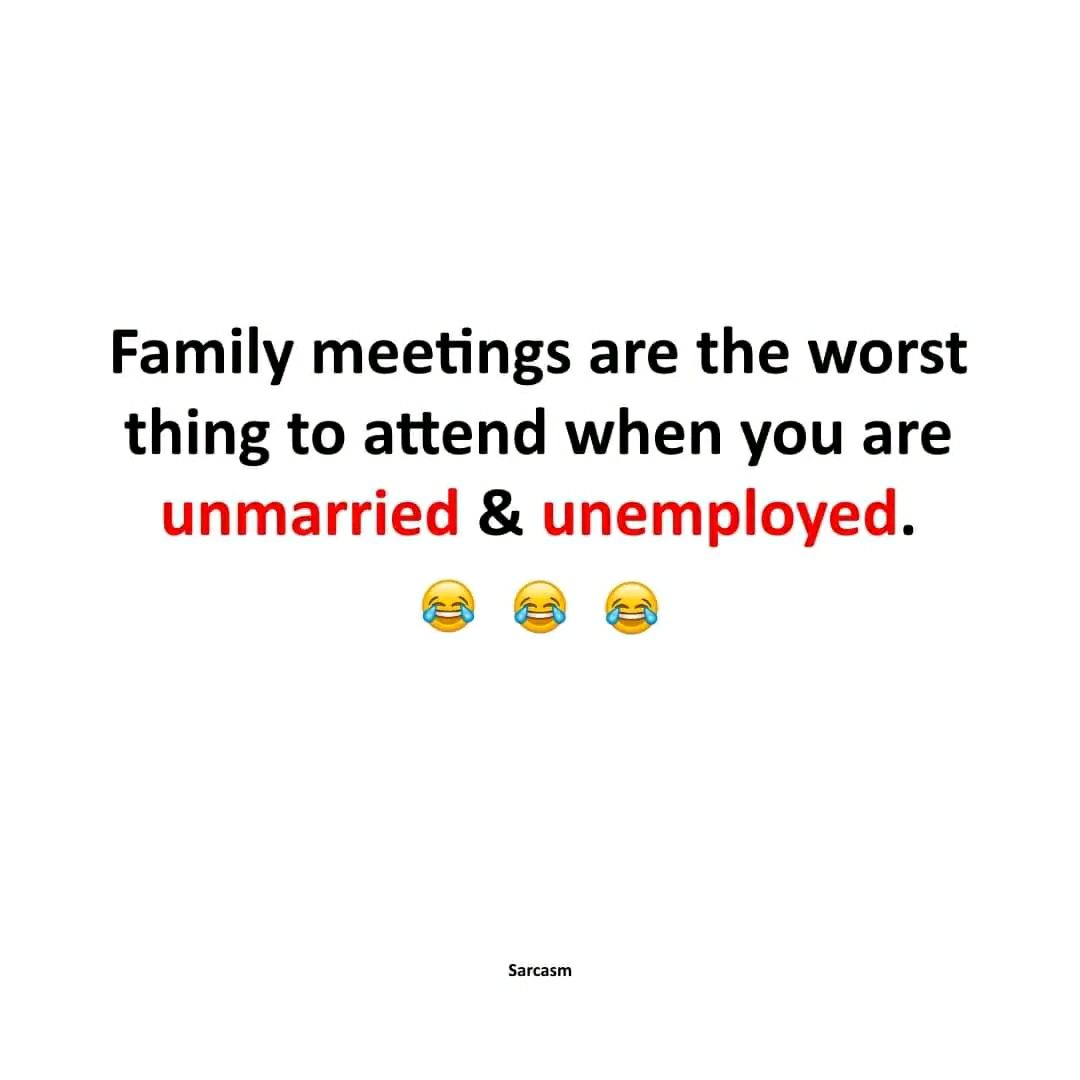 Family meetings are the worst
thing to attend when you are
unmarried & unemployed.
😂 😂 😂
Sarcasm